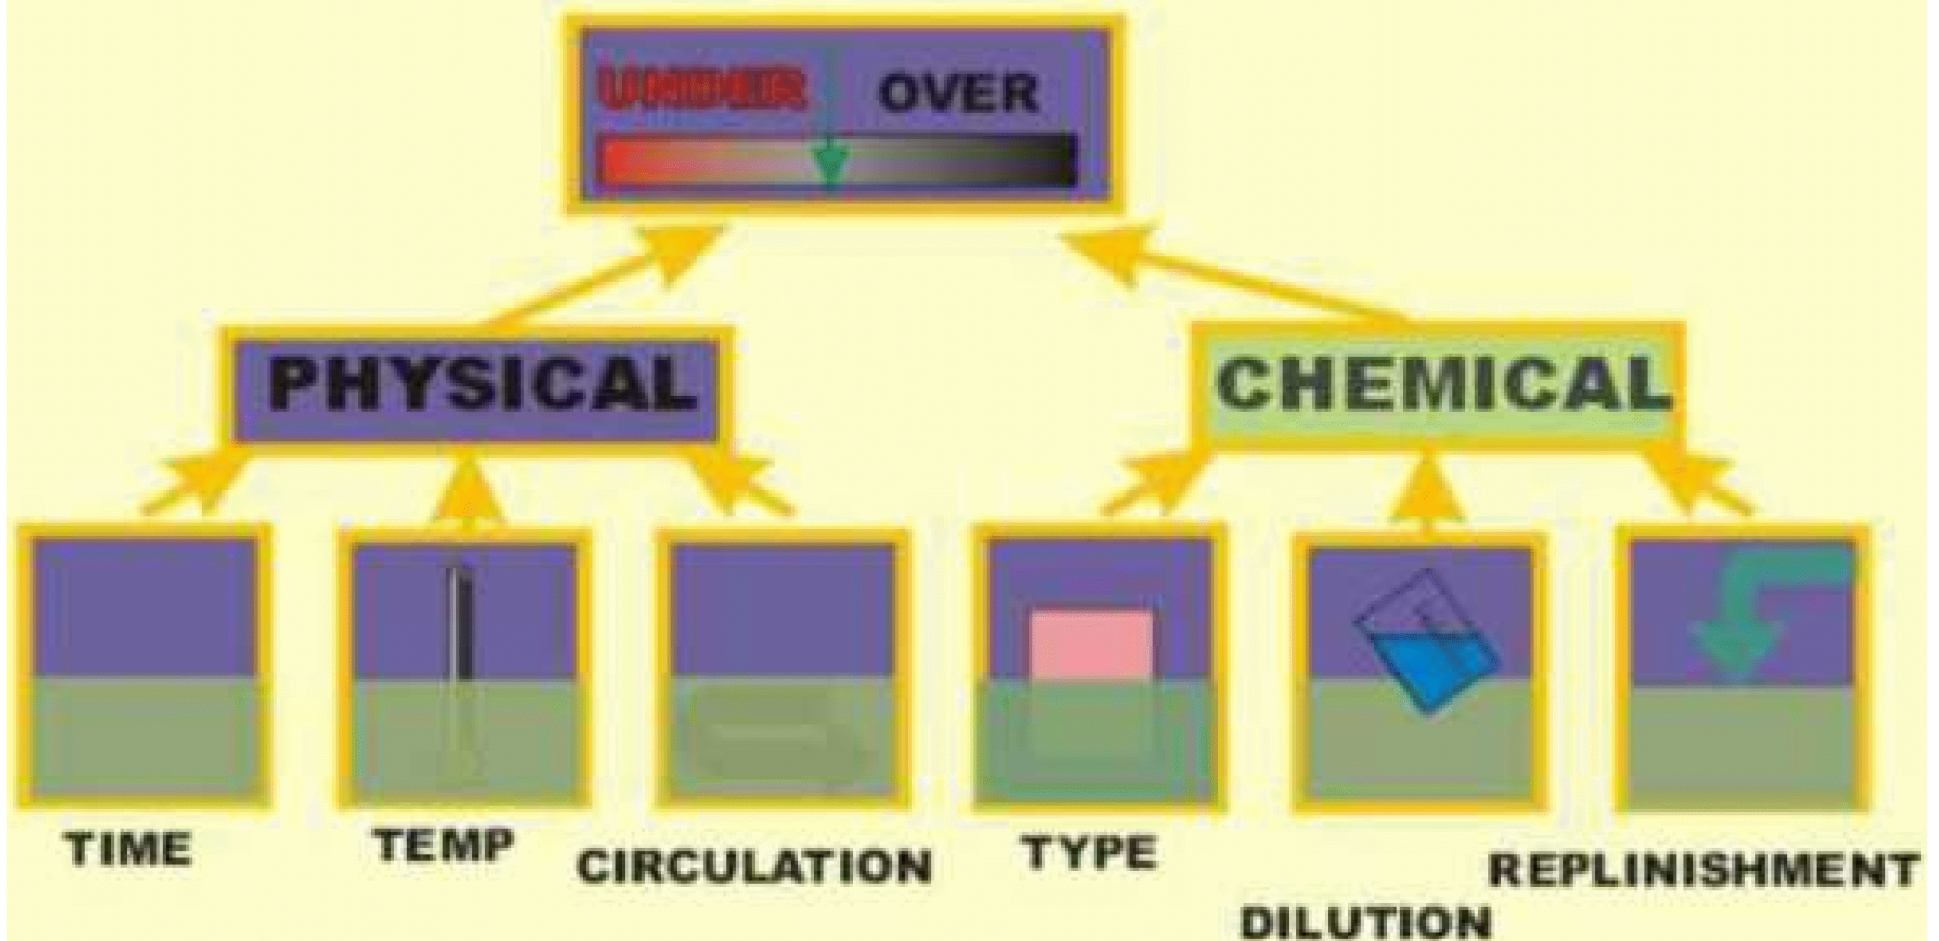 UNDER OVER
PHYSICAL
CHEMICAL
TIME
TEMP
CIRCULATION
TYPE
DILUTION
REPLINISHMENT